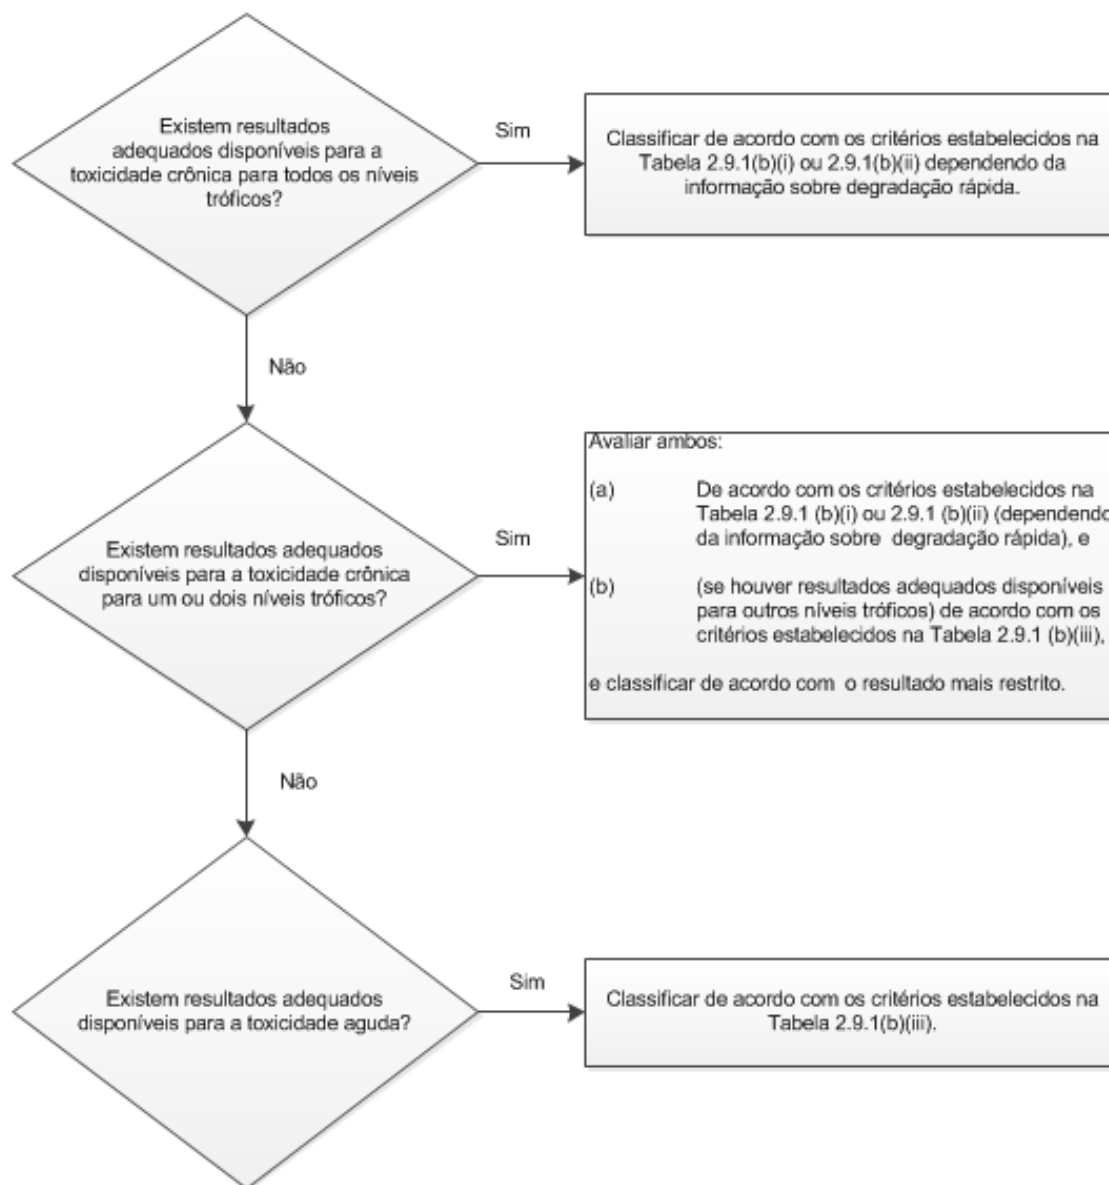 Existem resultados
adequados disponíveis para a
toxicidade crônica para todos os níveis
tróficos?
Sim
Classificar de acordo com os critérios estabelecidos na
Tabela 2.9.1(b)(i) ou 2.9.1(b)(ii) dependendo da
informação sobre degradação rápida.
Não
Existem resultados adequados
disponíveis para a toxicidade crônica
para um ou dois níveis tróficos?
Sim
Avaliar ambos:
(a) De acordo com os critérios estabelecidos na
Tabela 2.9.1 (b)(i) ou 2.9.1 (b)(ii) (dependendo
da informação sobre degradação rápida), e
(b) (se houver resultados adequados disponíveis
para outros níveis tróficos) de acordo com os
critérios estabelecidos na Tabela 2.9.1 (b)(iii),
e classificar de acordo com o resultado mais restrito.
Não
Existem resultados adequados
disponíveis para a toxicidade aguda?
Sim
Classificar de acordo com os critérios estabelecidos na
Tabela 2.9.1(b)(iii).